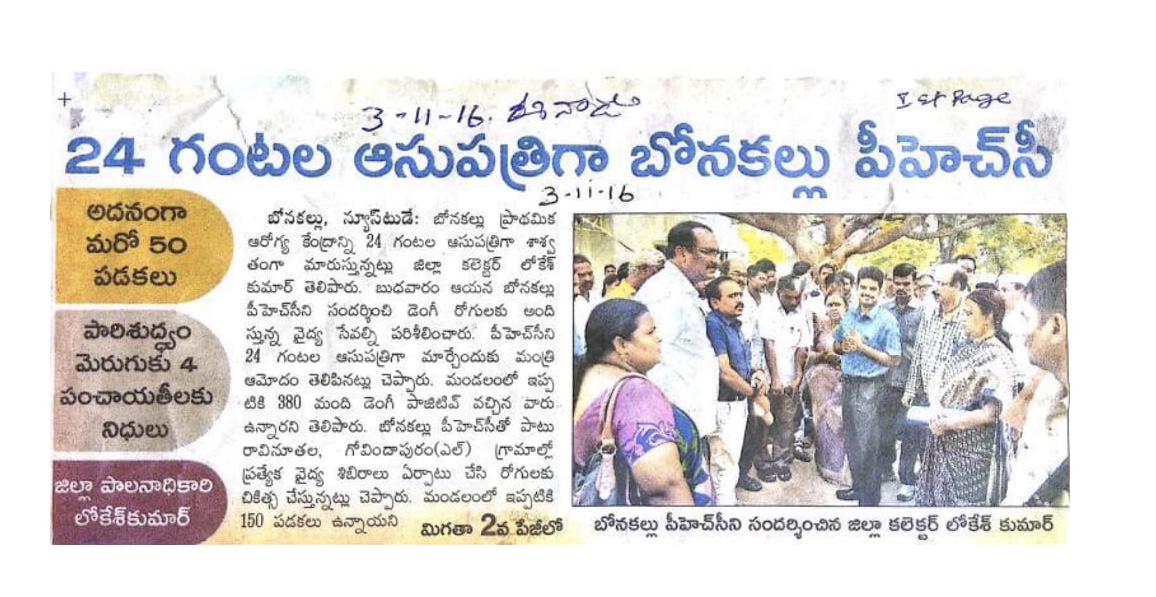 3-11-16. ఈనాడు
Ist Page
24 గంటల ఆసుపత్రిగా బోనకల్లు పీహెచ్‌సీ
3-11-16
అదనంగా
మరో 50
పడకలు
పారిశుద్ధ్యం
మెరుగుకు 4
పంచాయతీలకు
నిధులు
జిల్లా పాలనాధికారి
లోకేశ్‌కుమార్
బోనకల్లు, న్యూస్‌టుడే: బోనకల్లు ప్రాథమిక
ఆరోగ్య కేంద్రాన్ని 24 గంటల ఆసుపత్రిగా శాశ్వ
తంగా మారుస్తున్నట్లు జిల్లా కలెక్టర్ లోకేశ్
కుమార్ తెలిపారు. బుధవారం ఆయన బోనకల్లు
పీహెచ్‌సీని సందర్శించి డెంగీ రోగులకు అంది
స్తున్న వైద్య సేవల్ని పరిశీలించారు. పీహెచ్‌సీని
24 గంటల ఆసుపత్రిగా మార్చేందుకు మంత్రి
ఆమోదం తెలిపినట్లు చెప్పారు. మండలంలో ఇప్ప
టికి 380 మంది డెంగీ పాజిటివ్ వచ్చిన వారు
ఉన్నారని తెలిపారు. బోనకల్లు పీహెచ్‌సీతో పాటు
రావినూతల, గోవిందాపురం(ఎల్) గ్రామాల్లో
ప్రత్యేక వైద్య శిబిరాలు ఏర్పాటు చేసి రోగులకు
చికిత్స చేస్తున్నట్లు చెప్పారు. మండలంలో ఇప్పటికి
150 పడకలు ఉన్నాయని మిగతా 2వ పేజీలో
బోనకల్లు పీహెచ్‌సీని సందర్శించిన జిల్లా కలెక్టర్ లోకేశ్ కుమార్